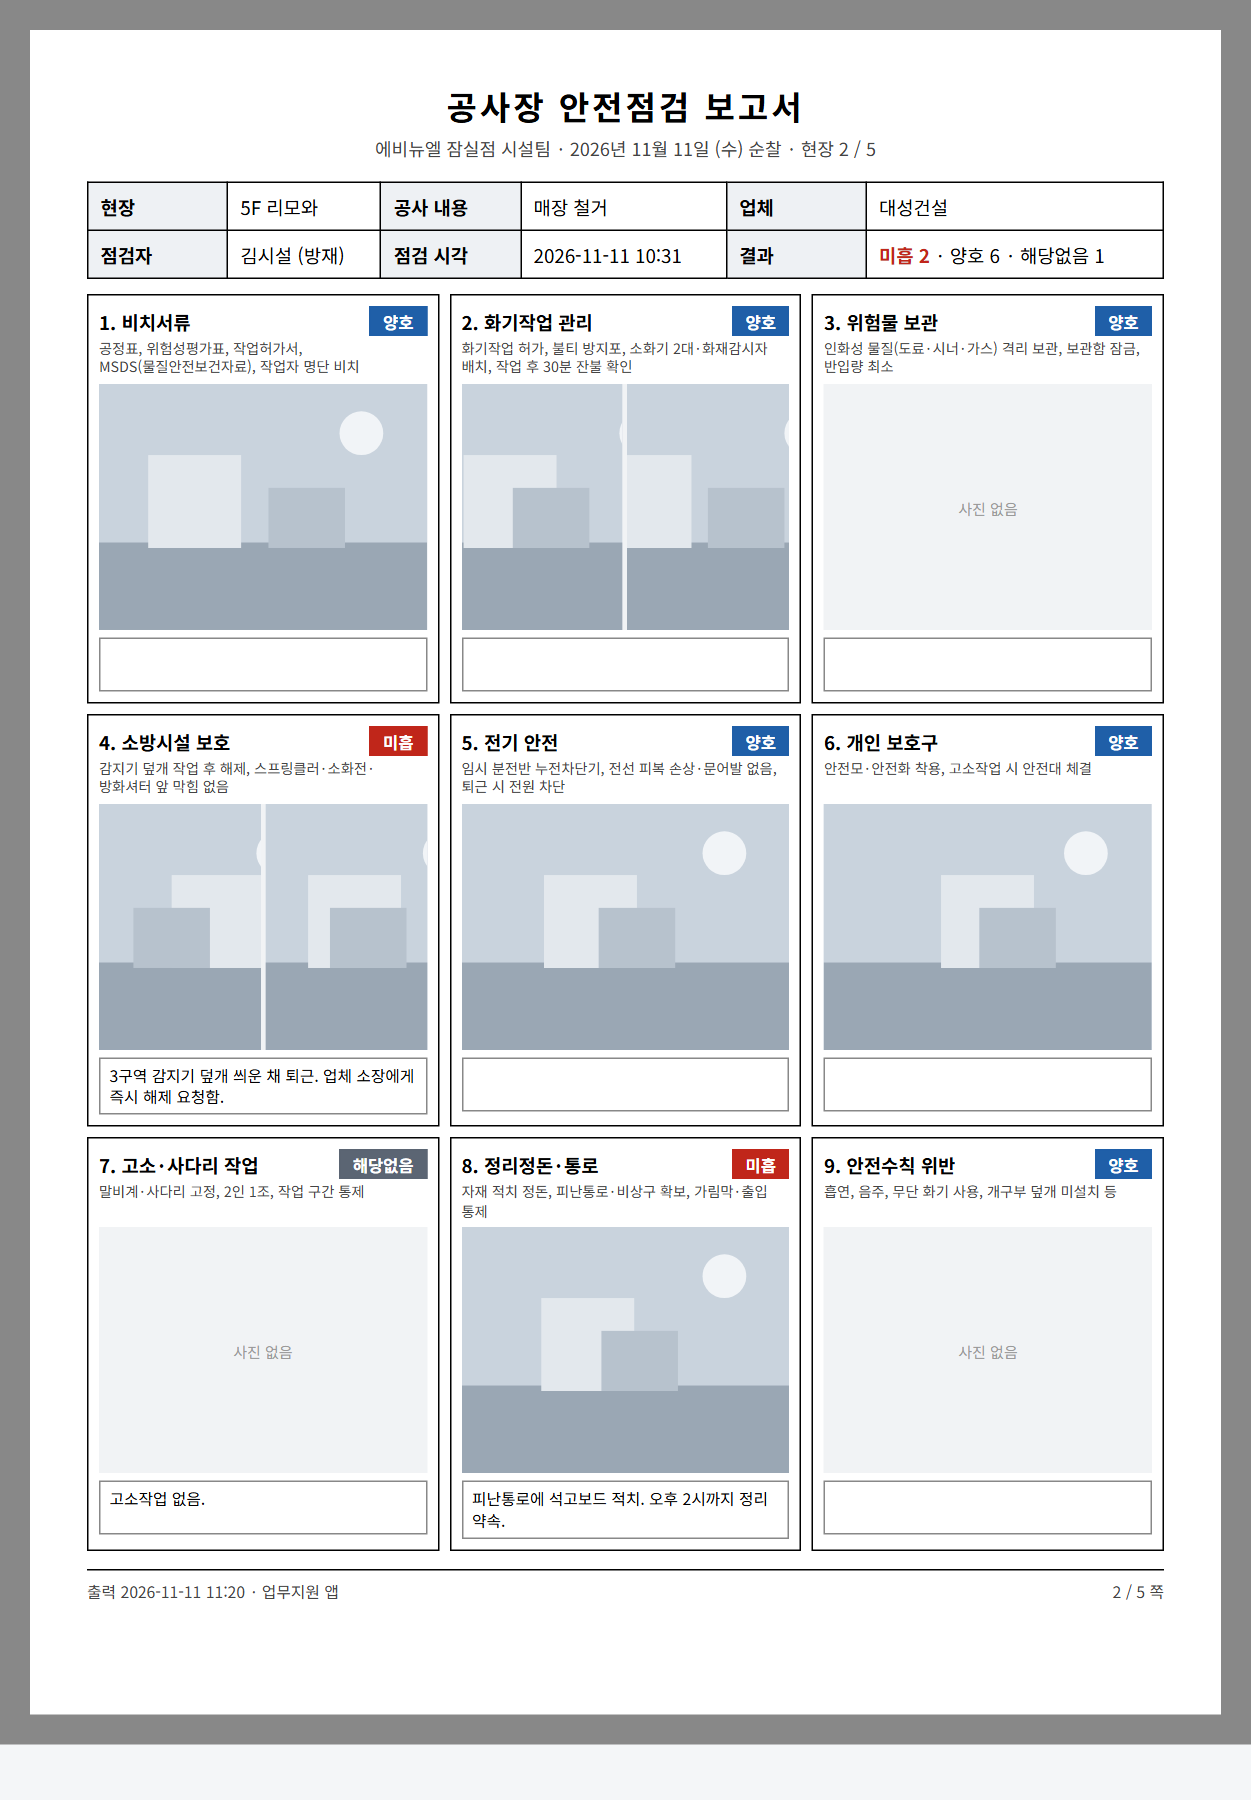 공사장 안전점검 보고서
에비뉴엘 잠실점 시설팀 · 2026년 11월 11일 (수) 순찰 · 현장 2 / 5
현장 5F 리모와 공사 내용 매장 철거 업체 대성건설
점검자 김시설 (방재) 점검 시각 2026-11-11 10:31 결과 미흡 2 · 양호 6 · 해당없음 1
1. 비치서류 양호
공정표, 위험성평가표, 작업허가서,
MSDS(물질안전보건자료), 작업자 명단 비치
2. 화기작업 관리 양호
화기작업 허가, 불티 방지포, 소화기 2대·화재감시자
배치, 작업 후 30분 잔불 확인
3. 위험물 보관 양호
인화성 물질(도료·시너·가스) 격리 보관, 보관함 잠금,
반입량 최소
사진 없음
4. 소방시설 보호 미흡
감지기 덮개 작업 후 해제, 스프링클러·소화전·
방화셔터 앞 막힘 없음
3구역 감지기 덮개 씌운 채 퇴근. 업체 소장에게
즉시 해제 요청함.
5. 전기 안전 양호
임시 분전반 누전차단기, 전선 피복 손상·문어발 없음,
퇴근 시 전원 차단
6. 개인 보호구 양호
안전모·안전화 착용, 고소작업 시 안전대 체결
7. 고소·사다리 작업 해당없음
말비계·사다리 고정, 2인 1조, 작업 구간 통제
사진 없음
고소작업 없음.
8. 정리정돈·통로 미흡
자재 적치 정돈, 피난통로·비상구 확보, 가림막·출입
통제
피난통로에 석고보드 적치. 오후 2시까지 정리
약속.
9. 안전수칙 위반 양호
흡연, 음주, 무단 화기 사용, 개구부 덮개 미설치 등
사진 없음
출력 2026-11-11 11:20 · 업무지원 앱
2 / 5 쪽